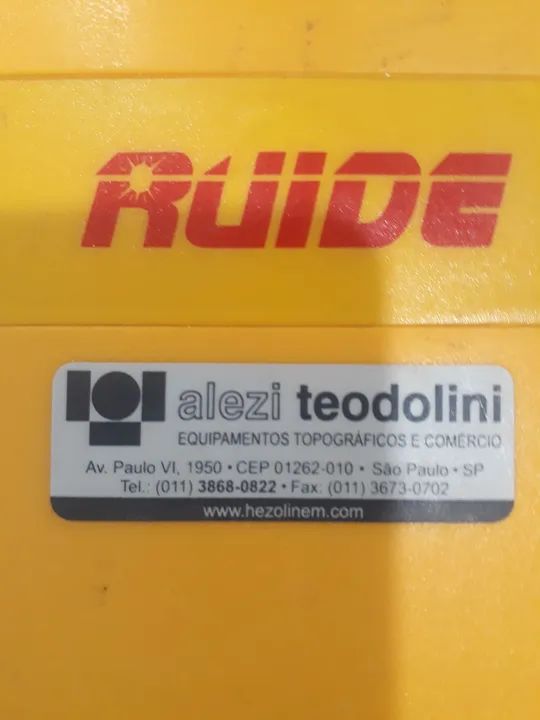 RUIDE
alezi teodolini
EQUIPAMENTOS TOPOGRÁFICOS E COMÉRCIO
Av. Paulo VI, 1950 • CEP 01262-010 • São Paulo • SP
Tel.: (011) 3868-0822 • Fax: (011) 3673-0702
www.hezolinem.com